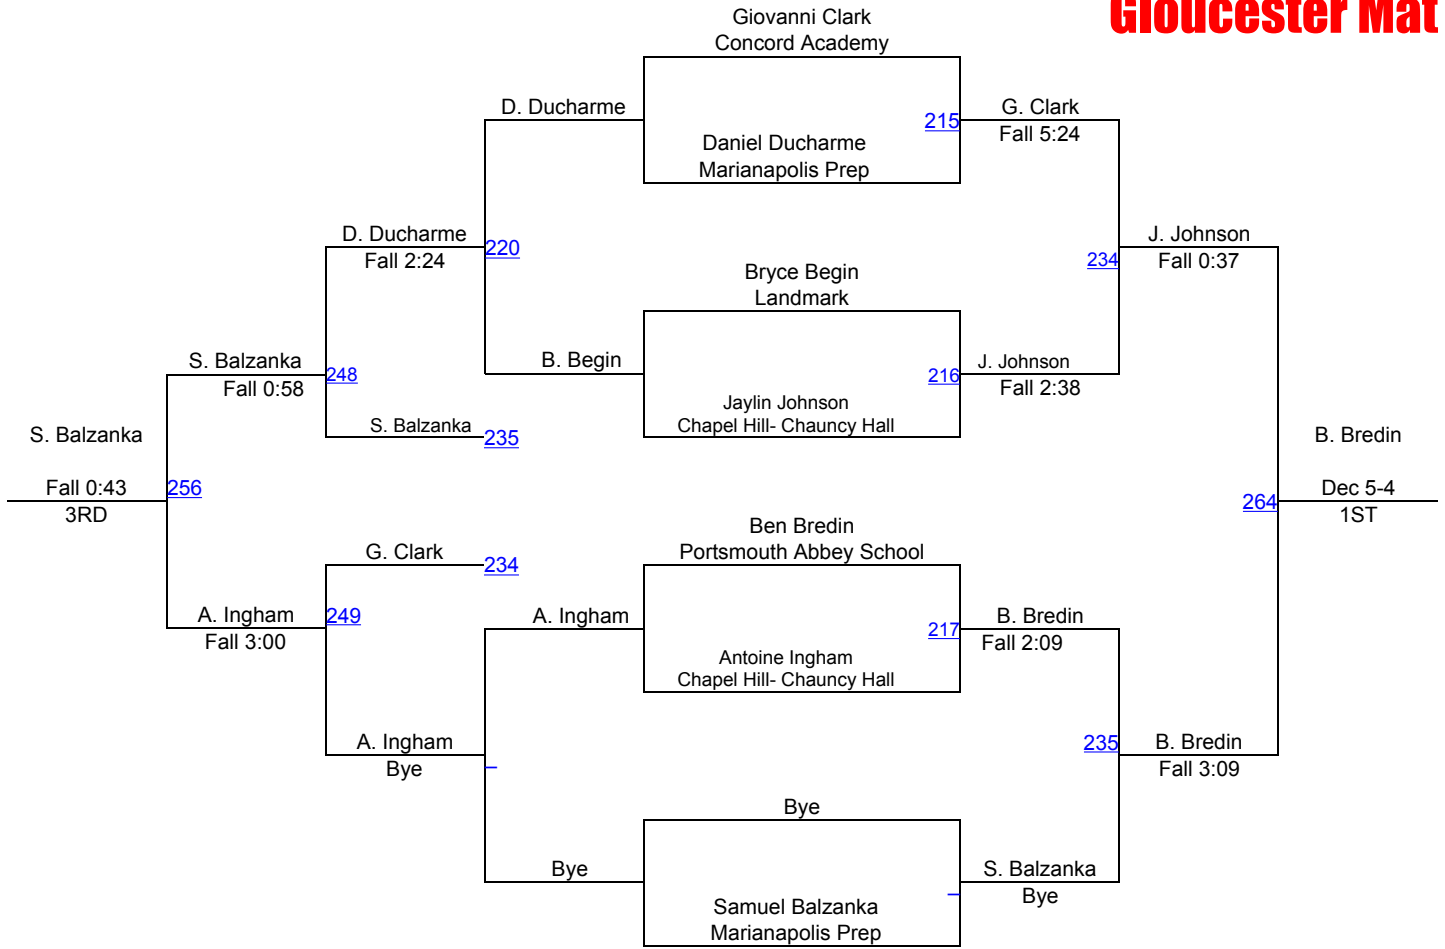 Gloucester Mat
Giovanni Clark
Concord Academy
D. Ducharme
215
G. Clark
Fall 5:24
Daniel Ducharme
Marianapolis Prep
D. Ducharme
Fall 2:24
220
J. Johnson
Fall 0:37
234
Bryce Begin
Landmark
S. Balzanka
Fall 0:58
248
B. Begin
216
J. Johnson
Fall 2:38
Jaylin Johnson
Chapel Hill- Chauncy Hall
S. Balzanka
235
S. Balzanka
Fall 0:43
3RD
256
B. Bredin
Dec 5-4
1ST
264
Ben Bredin
Portsmouth Abbey School
G. Clark
234
A. Ingham
Fall 3:00
249
A. Ingham
217
B. Bredin
Fall 2:09
Antoine Ingham
Chapel Hill- Chauncy Hall
A. Ingham
Bye
235
B. Bredin
Fall 3:09
Bye
Bye
S. Balzanka
Bye
Samuel Balzanka
Marianapolis Prep